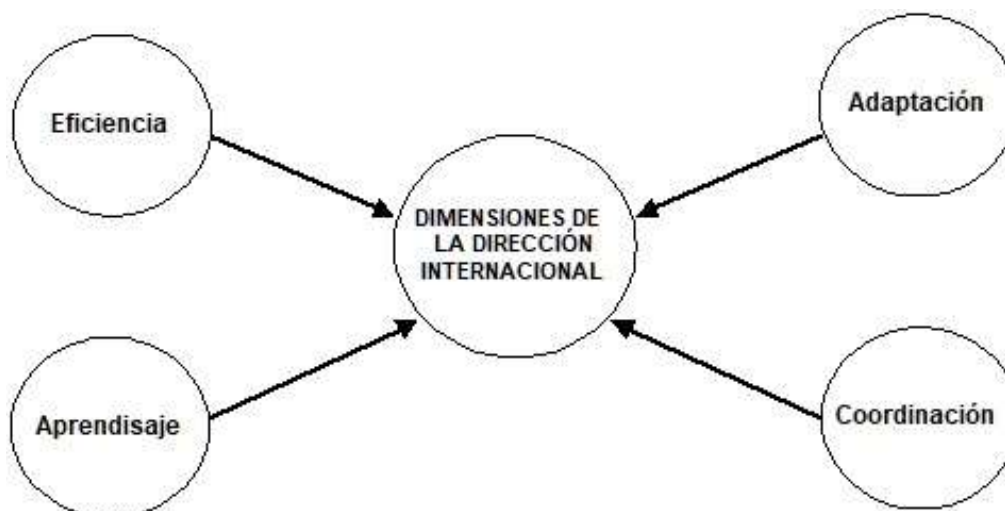 Eficiencia
Adaptación
DIMENSIONES DE
LA DIRECCIÓN
INTERNACIONAL
Aprendisaje
Coordinación